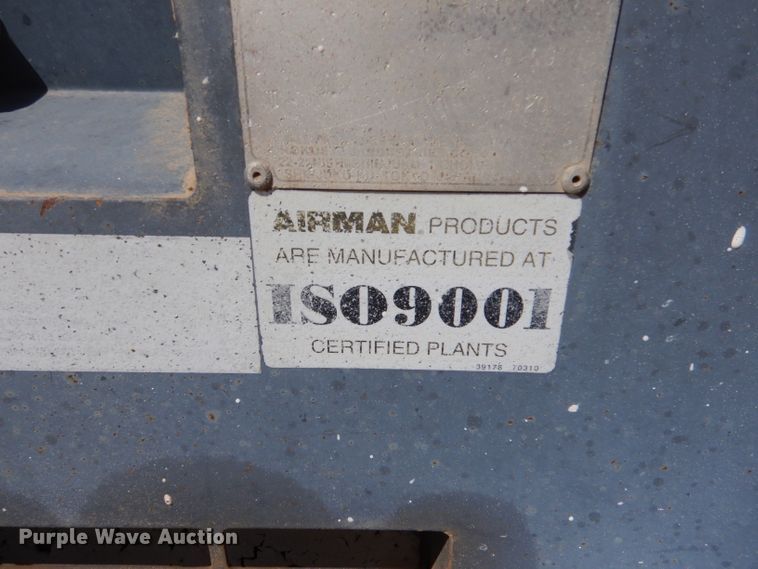 AIRMAN PRODUCTS
ARE MANUFACTURED AT
ISO9001
CERTIFIED PLANTS
39178 70310
Purple Wave Auction